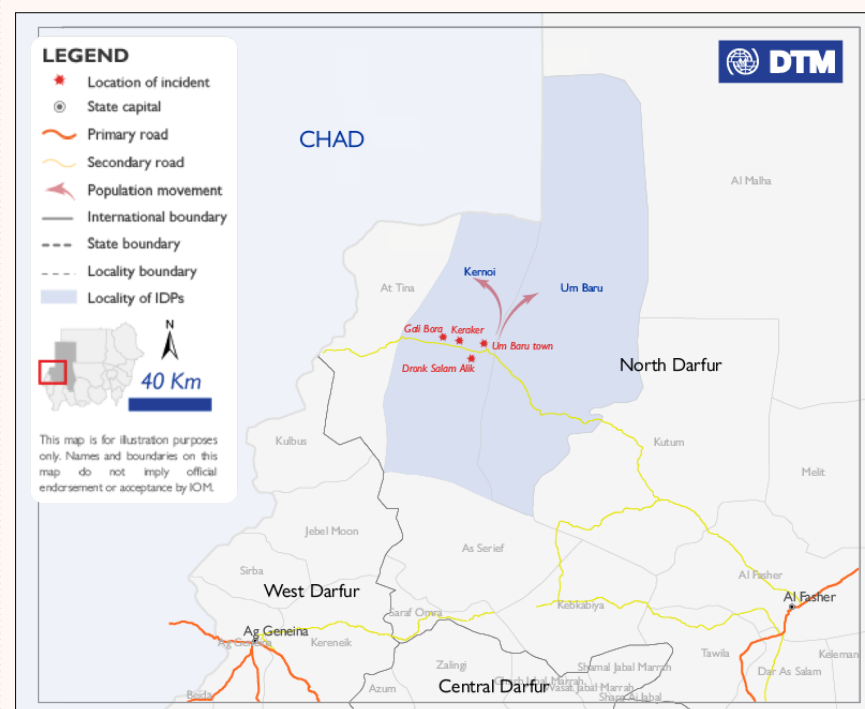 LEGEND
Location of incident
State capital
Primary road
Secondary road
Population movement
International boundary
State boundary
Locality boundary
Locality of IDPs
N
40 Km
This map is for illustration purposes
only. Names and boundaries on this
map do not imply official
endorsement or acceptance by IOM.
DTM
CHAD
Al Malha
Kernoi
At Tina
Um Baru
Gali Bora
Keraker
Um Baru town
Dronk Salam Alik
North Darfur
Kulbus
Kutum
Melit
Jebel Moon
As Serief
Sirba
Al Fasher
West Darfur
Al Fasher
Saraf Omra
Kebkabiya
Ag Geneina
Ag Geneina
Kereneik
Tawila
Kelemando
Zalingi
Shamal Jabal Marrah
Dar As Salam
Central Darfur
Azum
Beida